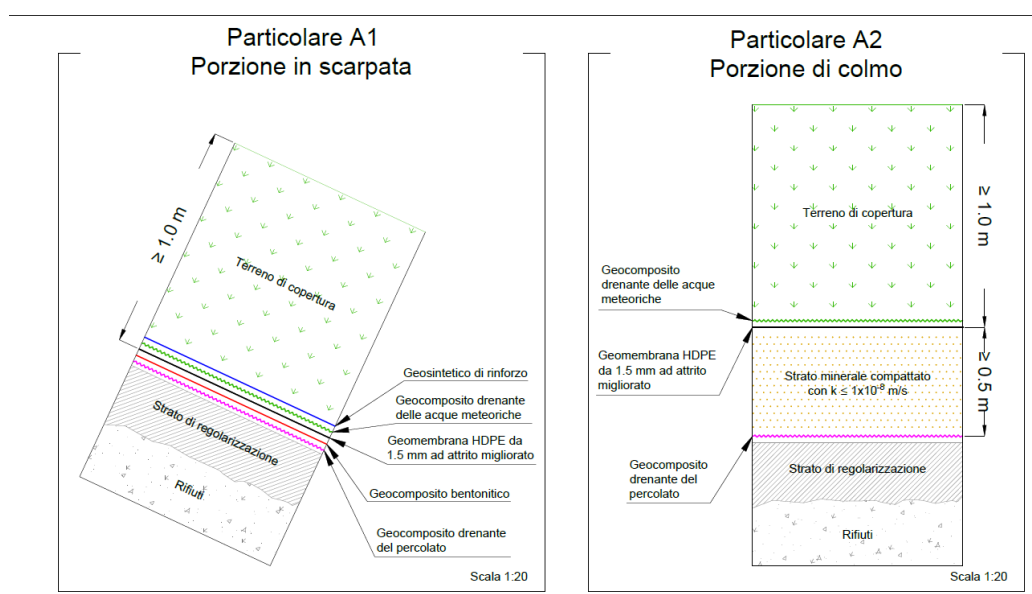 Particolare A1
Porzione in scarpata
≥ 1.0 m
Terreno di copertura
Strato di regolarizzazione
Rifiuti
Geosintetico di rinforzo
Geocomposito drenante
delle acque meteoriche
Geomembrana HDPE da
1.5 mm ad attrito migliorato
Geocomposito bentonitico
Geocomposito drenante
del percolato
Scala 1:20
Particolare A2
Porzione di colmo
Terreno di copertura
≥ 1.0 m
Geocomposito
drenante delle acque
meteoriche
Geomembrana HDPE
da 1.5 mm ad attrito
migliorato
Strato minerale compattato
con k ≤ 1x10⁻⁸ m/s
≥ 0.5 m
Geocomposito
drenante del
percolato
Strato di regolarizzazione
Rifiuti
Scala 1:20